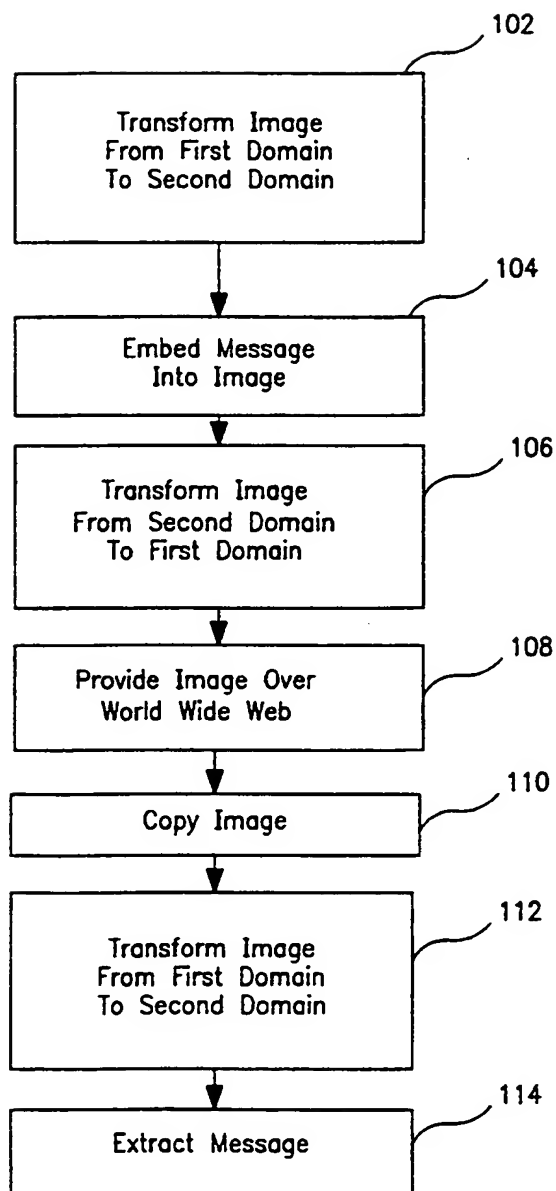 102
Transform Image
From First Domain
To Second Domain
104
Embed Message
Into Image
106
Transform Image
From Second Domain
To First Domain
108
Provide Image Over
World Wide Web
110
Copy Image
112
Transform Image
From First Domain
To Second Domain
114
Extract Message